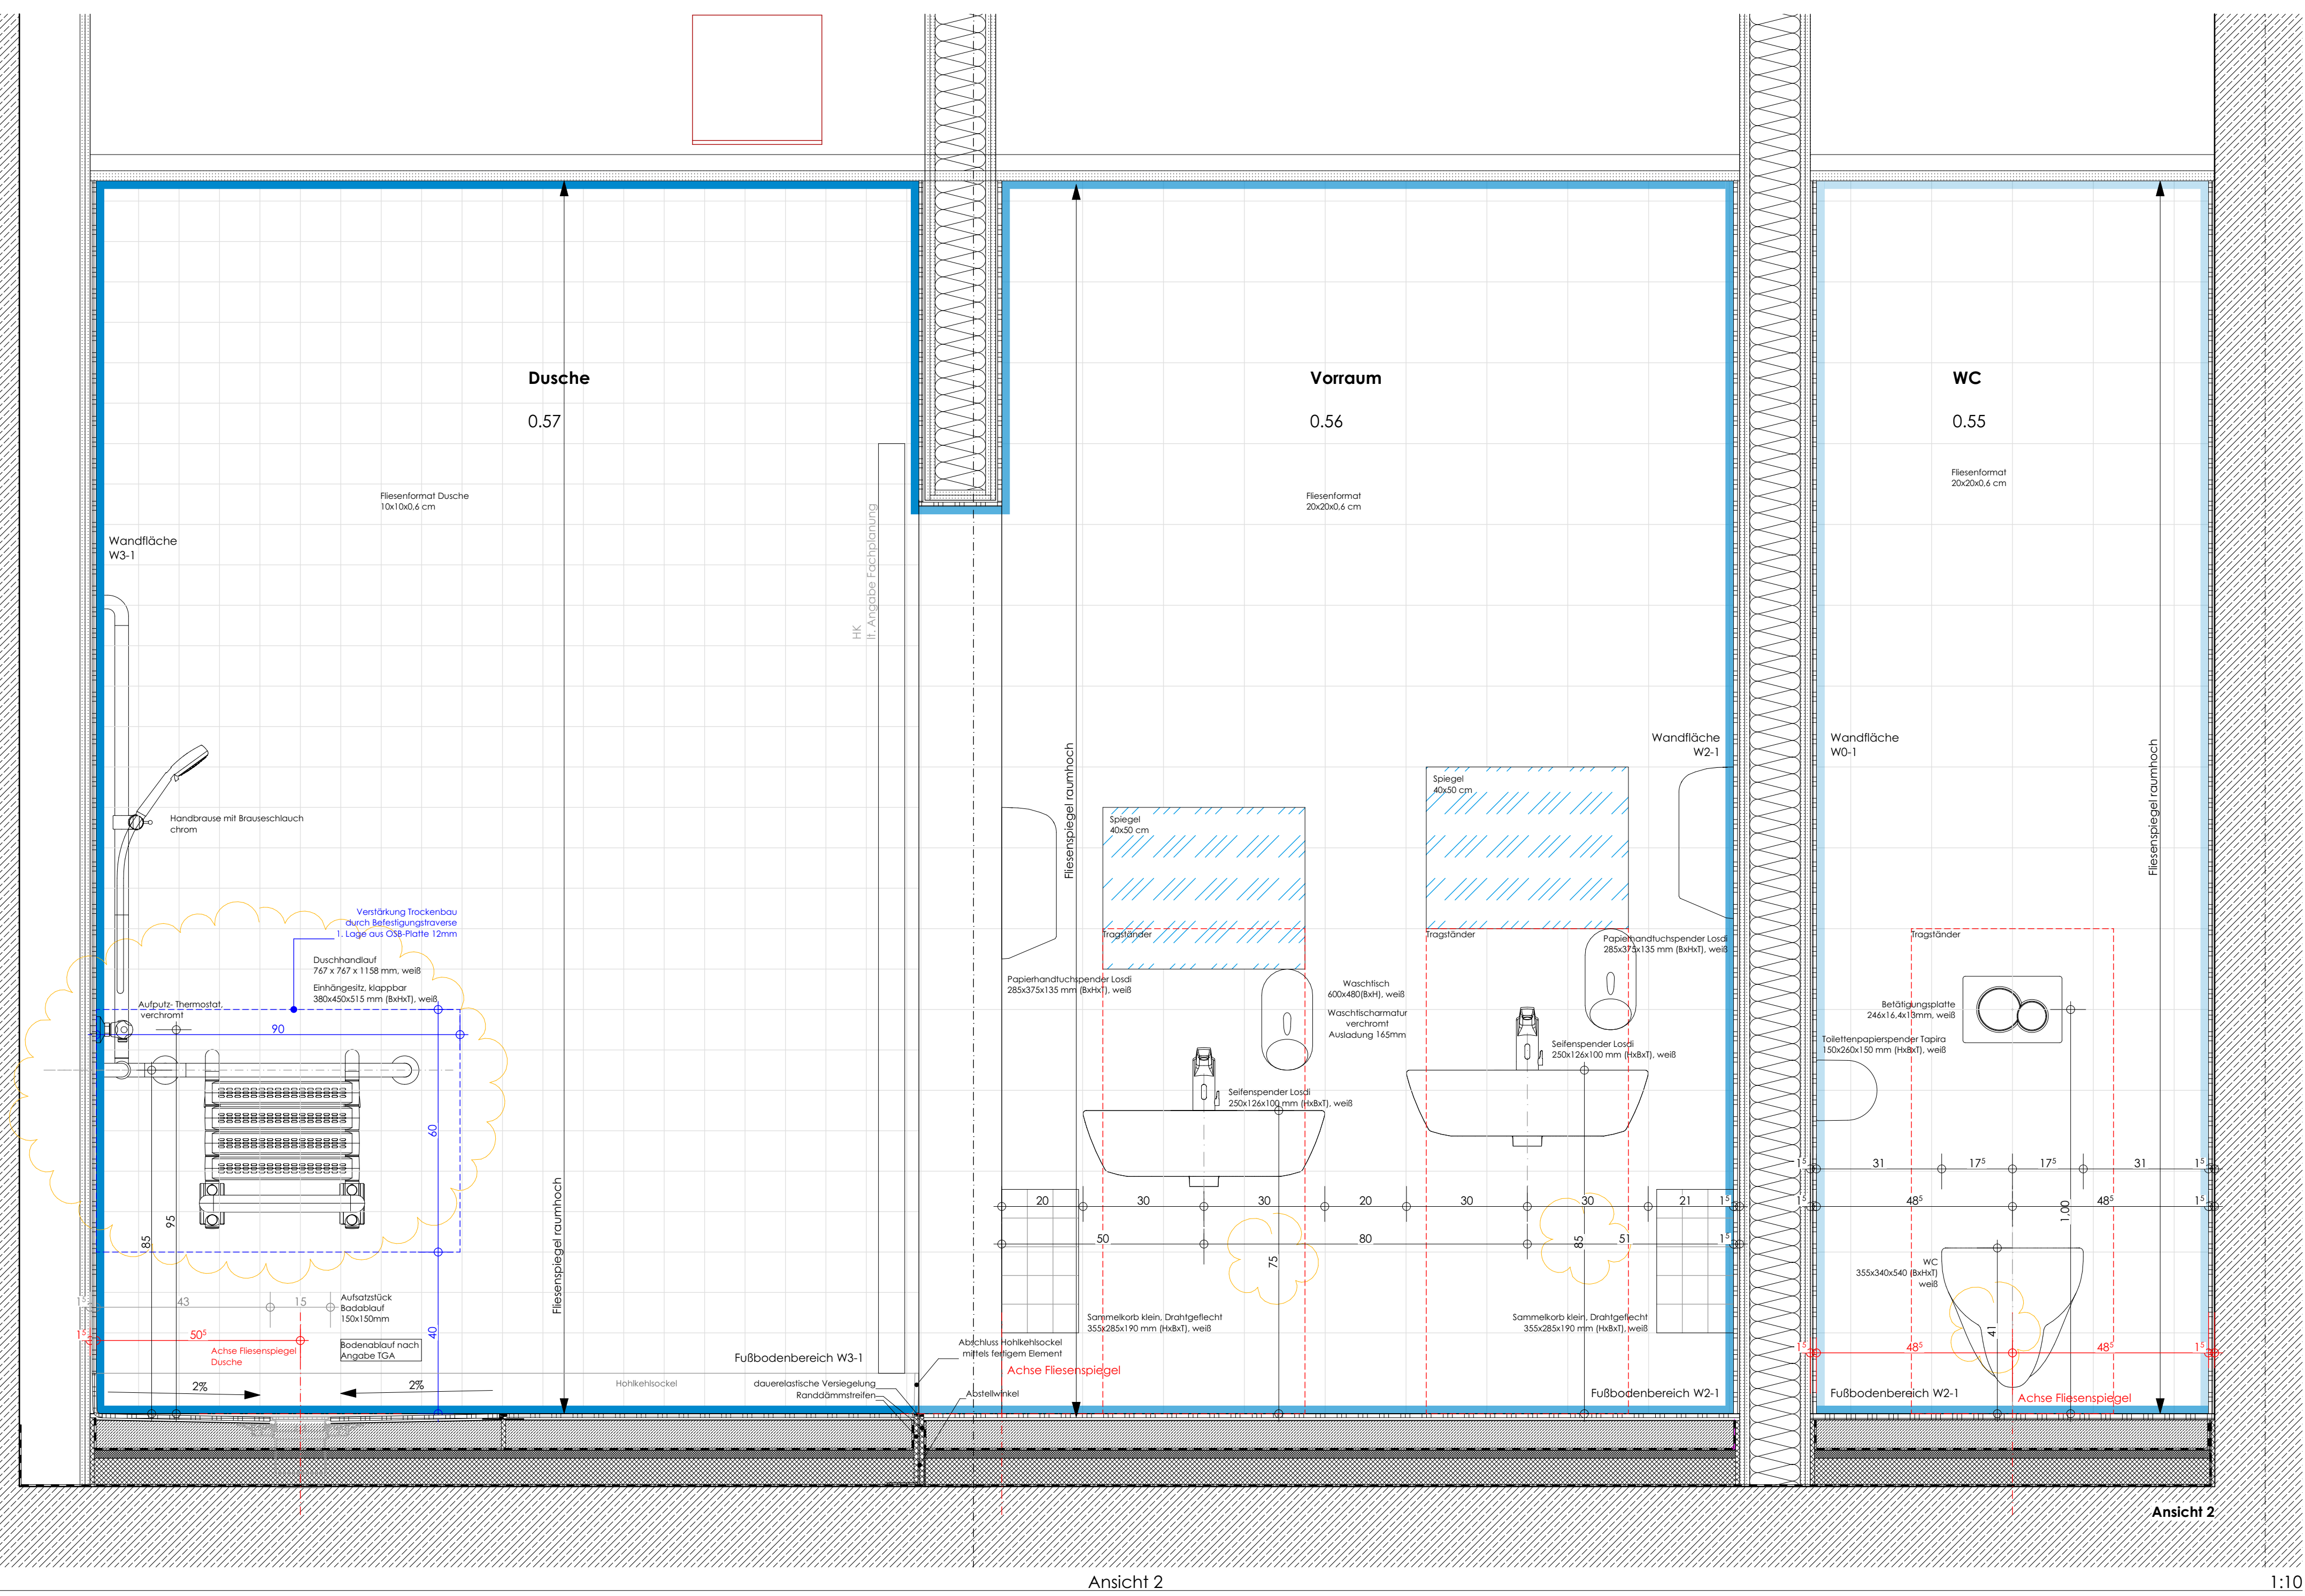 Dusche
0.57
Fliesenformat Dusche
10x10x0,6 cm
Wandfläche
W3-1
HK
lt. Angabe Fachplanung
Handbrause mit Brauseschlauch
chrom
Verstärkung Trockenbau
durch Befestigungstraverse
1. Lage aus OSB-Platte 12mm
Duschhandlauf
767 x 767 x 1158 mm, weiß
Einhängesitz, klappbar
380x450x515 mm (BxHxT), weiß
Aufputz- Thermostat,
verchromt
90
60
40
95
85
1⁵
43
15
Aufsatzstück
Badablauf
150x150mm
1⁵
50⁵
Achse Fliesenspiegel
Dusche
Bodenablauf nach
Angabe TGA
2%
2%
Fliesenspiegel raumhoch
Hohlkehlsockel
Fußbodenbereich W3-1
dauerelastische Versiegelung
Randdämmstreifen
Abschluss Hohlkehlsockel
mittels fertigem Element
Abstellwinkel
Vorraum
0.56
Fliesenformat
20x20x0,6 cm
Wandfläche
W2-1
Fliesenspiegel raumhoch
Spiegel
40x50 cm
Spiegel
40x50 cm
Tragständer
Tragständer
Papierhandtuchspender Losdi
285x375x135 mm (BxHxT), weiß
Papierhandtuchspender Losdi
285x375x135 mm (BxHxT), weiß
Waschtisch
600x480(BxH), weiß
Waschtischarmatur
verchromt
Ausladung 165mm
Seifenspender Losdi
250x126x100 mm (HxBxT), weiß
Seifenspender Losdi
250x126x100 mm (HxBxT), weiß
20
30
30
20
30
30
21
1⁵
50
80
51
1⁵
75
85
Sammelkorb klein, Drahtgeflecht
355x285x190 mm (HxBxT), weiß
Sammelkorb klein, Drahtgeflecht
355x285x190 mm (HxBxT), weiß
Achse Fliesenspiegel
Fußbodenbereich W2-1
WC
0.55
Fliesenformat
20x20x0,6 cm
Wandfläche
W0-1
Fliesenspiegel raumhoch
Tragständer
Betätigungsplatte
246x16,4x13mm, weiß
Toilettenpapierspender Tapira
150x260x150 mm (HxBxT), weiß
1⁵
31
17⁵
17⁵
31
1⁵
1⁵
48⁵
48⁵
1⁵
1,00
WC
355x340x540 (BxHxT)
weiß
41
1⁵
48⁵
48⁵
1⁵
Fußbodenbereich W2-1
Achse Fliesenspiegel
Ansicht 2
Ansicht 2
1:10